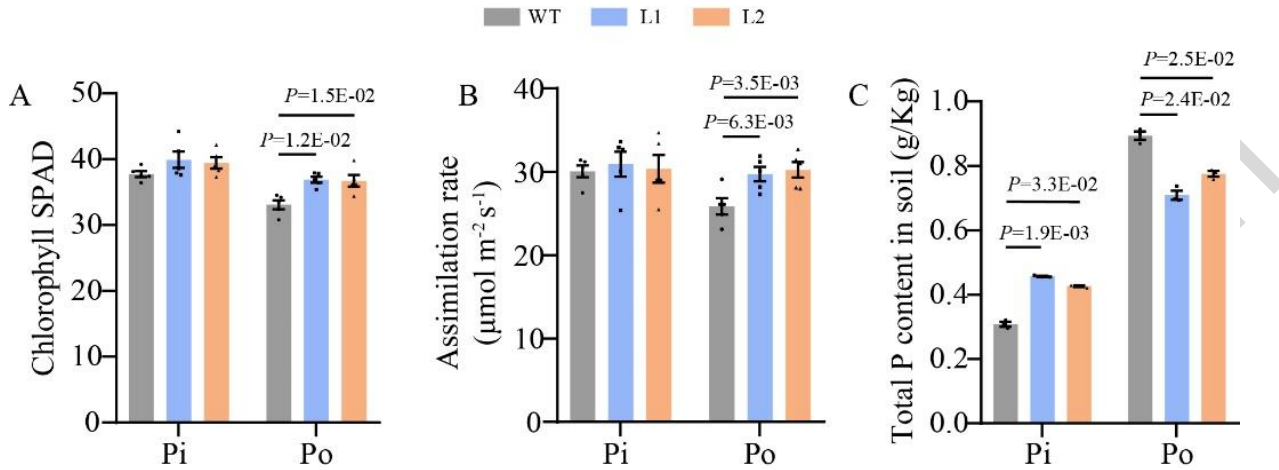 WT L1 L2
A
Chlorophyll SPAD
50
40
30
20
10
0
P=1.5E-02
P=1.2E-02
Pi Po
B
Assimilation rate
(μmol m⁻² s⁻¹)
40
30
20
10
0
P=3.5E-03
P=6.3E-03
Pi Po
C
Total P content in soil (g/Kg)
1.0
0.8
0.6
0.4
0.2
0.0
P=3.3E-02
P=1.9E-03
P=2.5E-02
P=2.4E-02
Pi Po